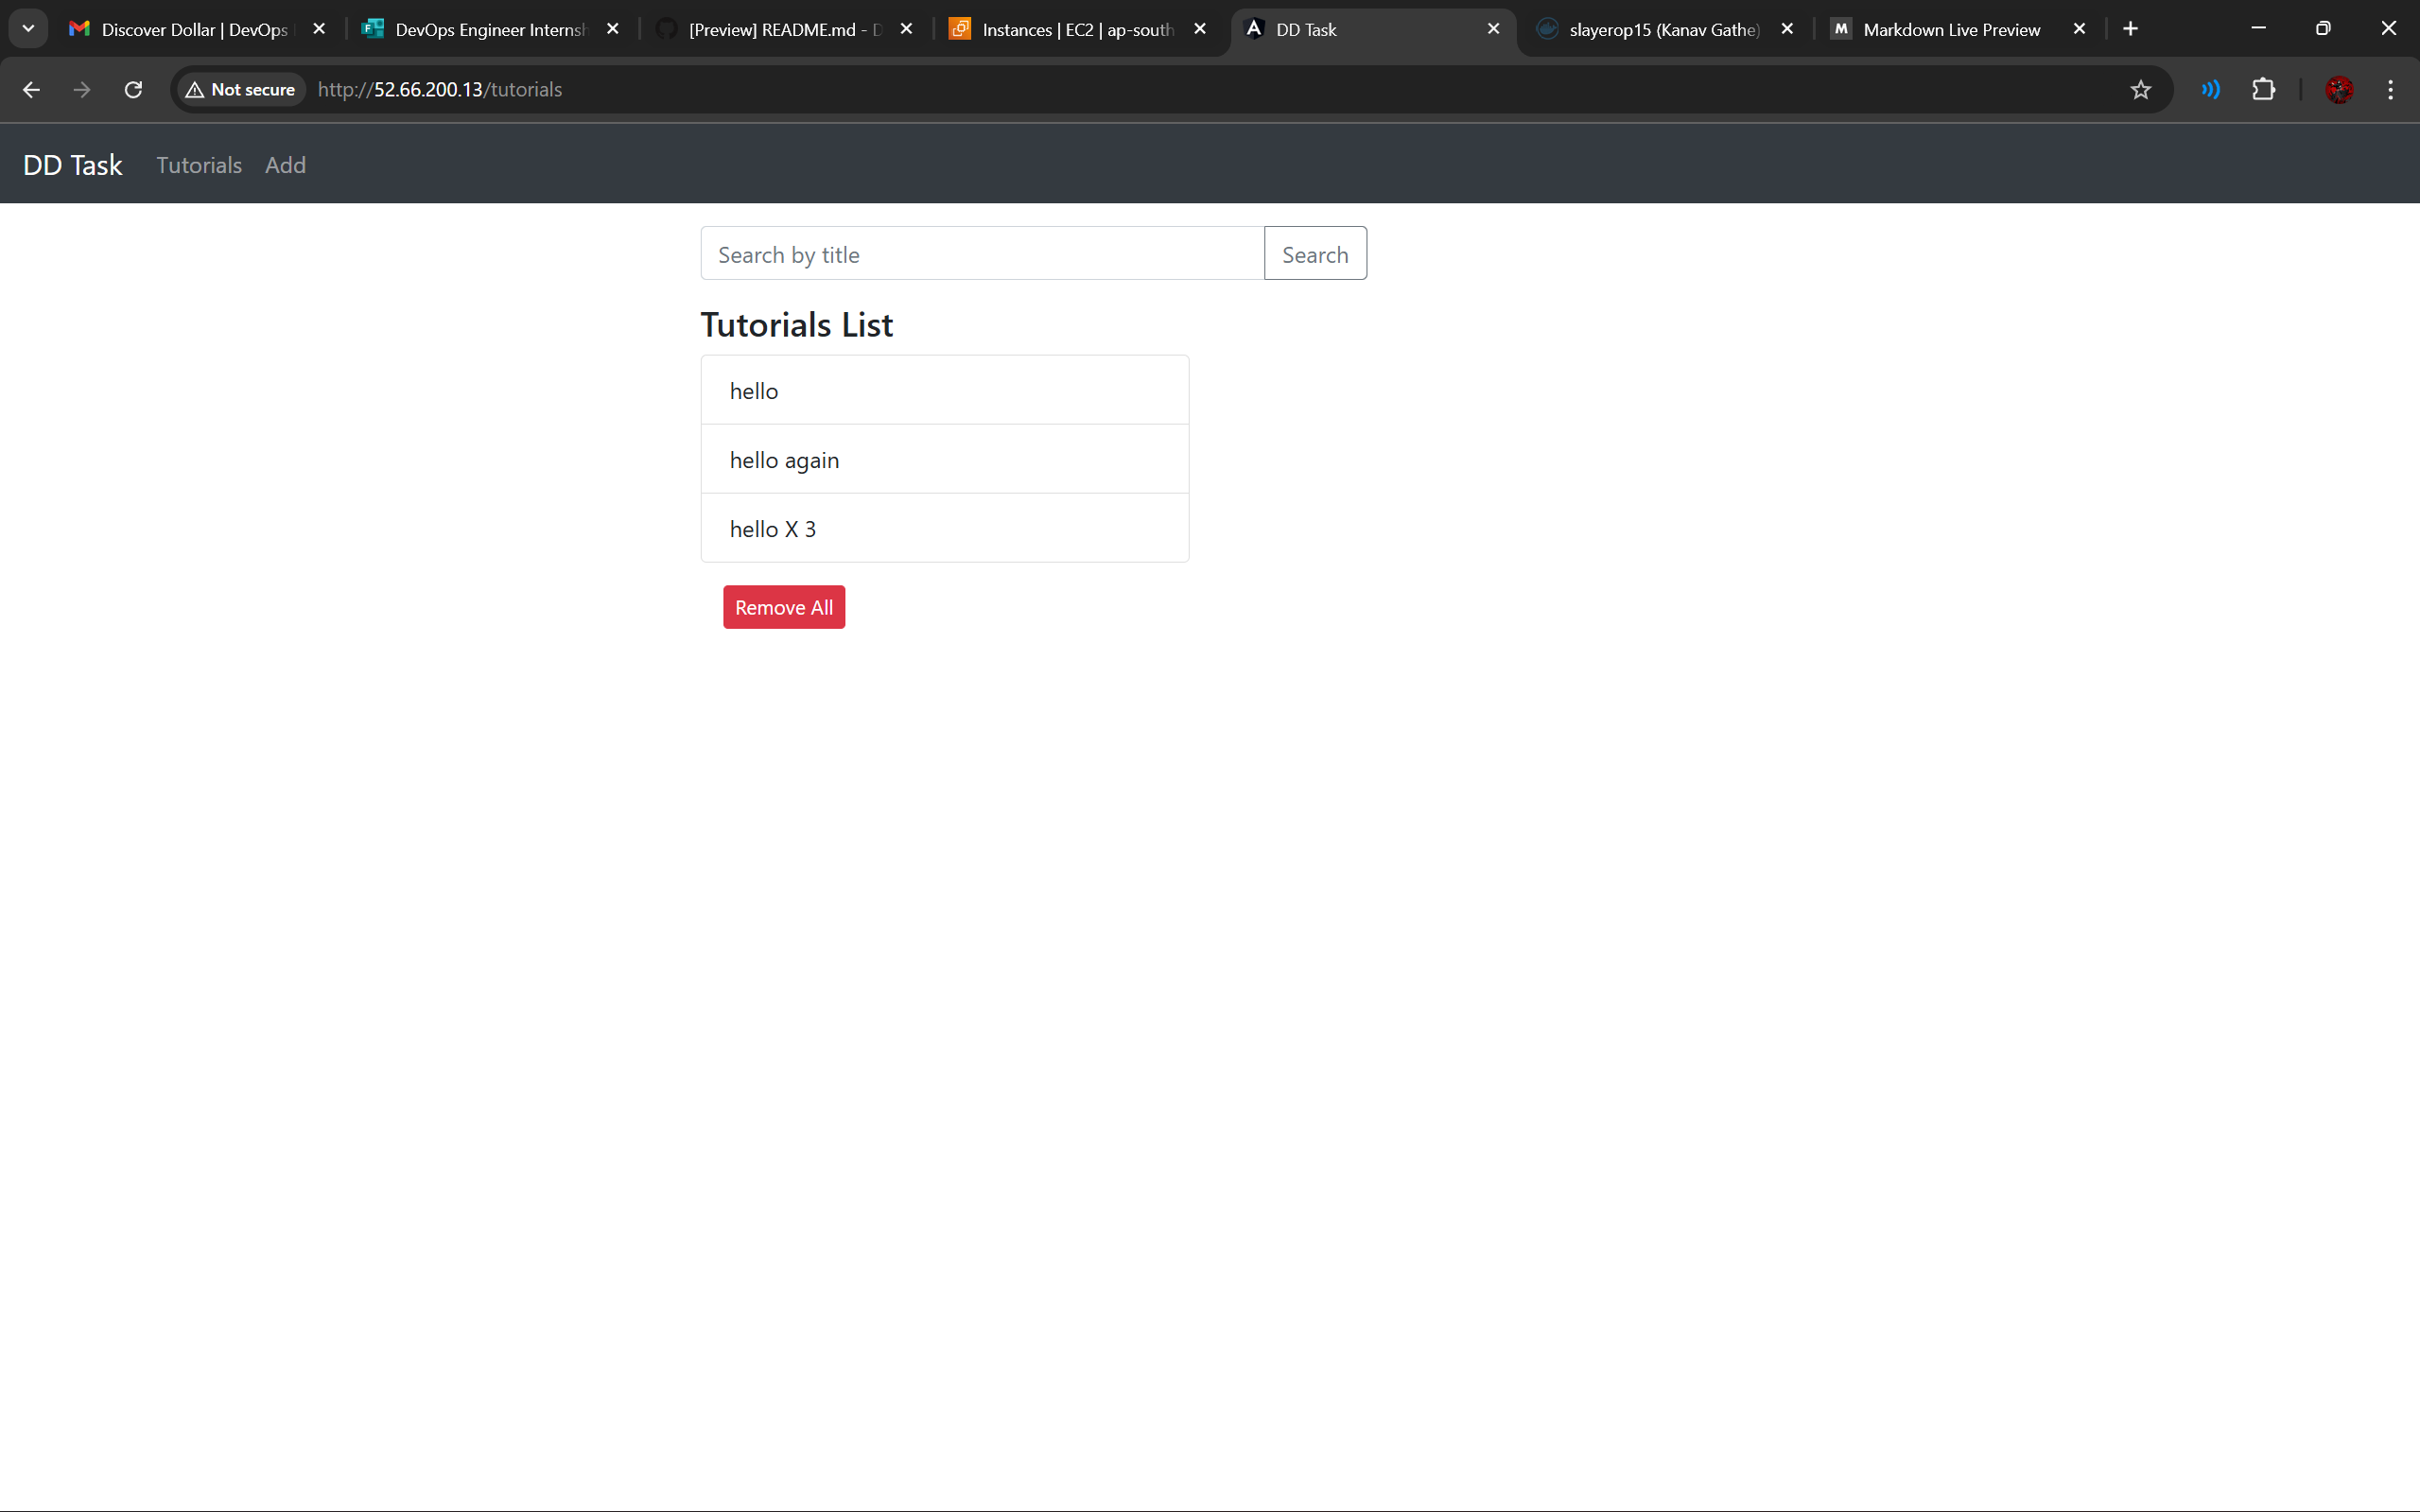 Discover Dollar | DevOps
DevOps Engineer Internsh
[Preview] README.md - D
Instances | EC2 | ap-south
DD Task
slayerop15 (Kanav Gathe)
M Markdown Live Preview
Not secure http://52.66.200.13/tutorials
DD Task Tutorials Add
Search by title Search
Tutorials List
hello
hello again
hello X 3
Remove All